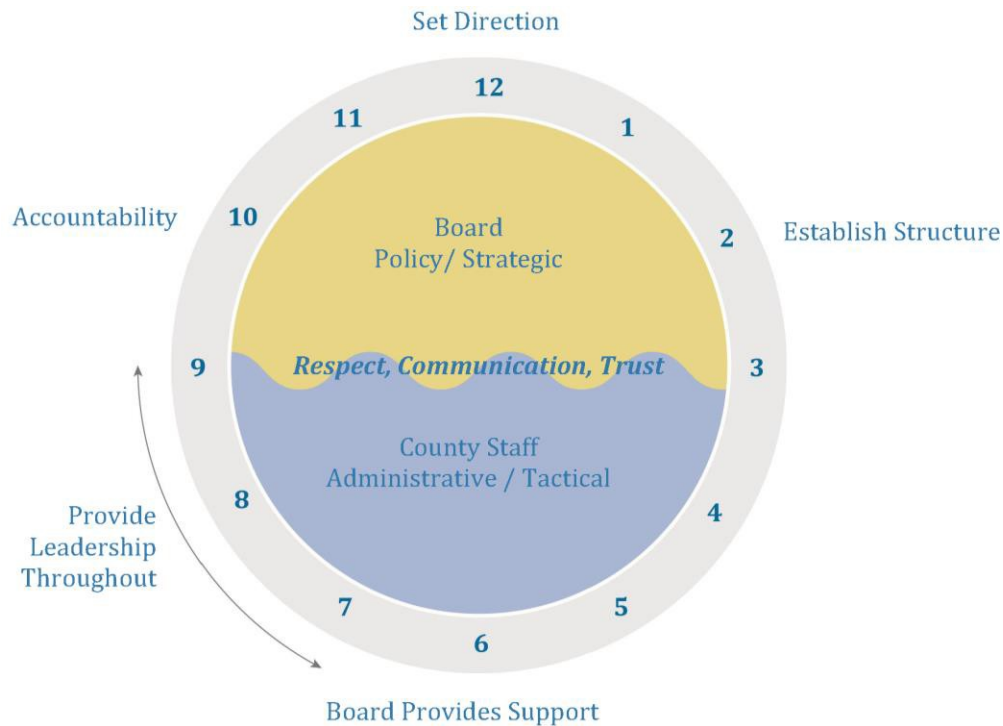 Set Direction
12
11
1
Accountability
10
2
Establish Structure
Board
Policy/ Strategic
9
Respect, Communication, Trust
3
County Staff
Administrative / Tactical
8
4
Provide
Leadership
Throughout
7
5
6
Board Provides Support